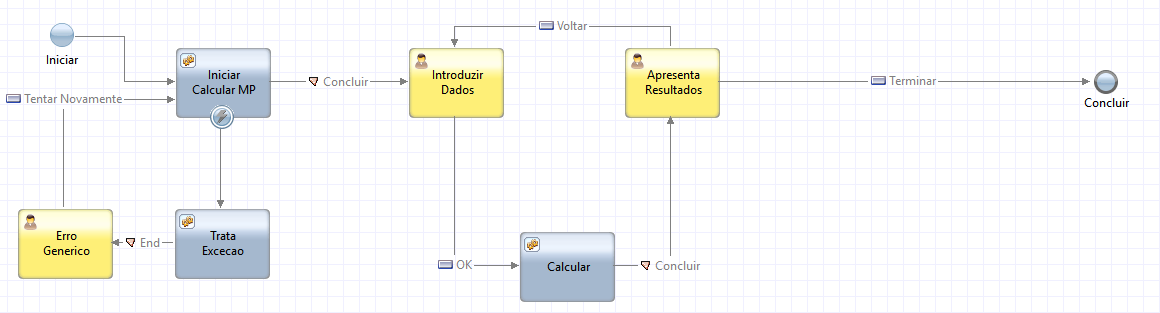 Voltar
Iniciar
Iniciar
Calcular MP
Concluir
Introduzir
Dados
Apresenta
Resultados
Terminar
Concluir
Tentar Novamente
Erro
Generico
End
Trata
Excecao
OK
Calcular
Concluir